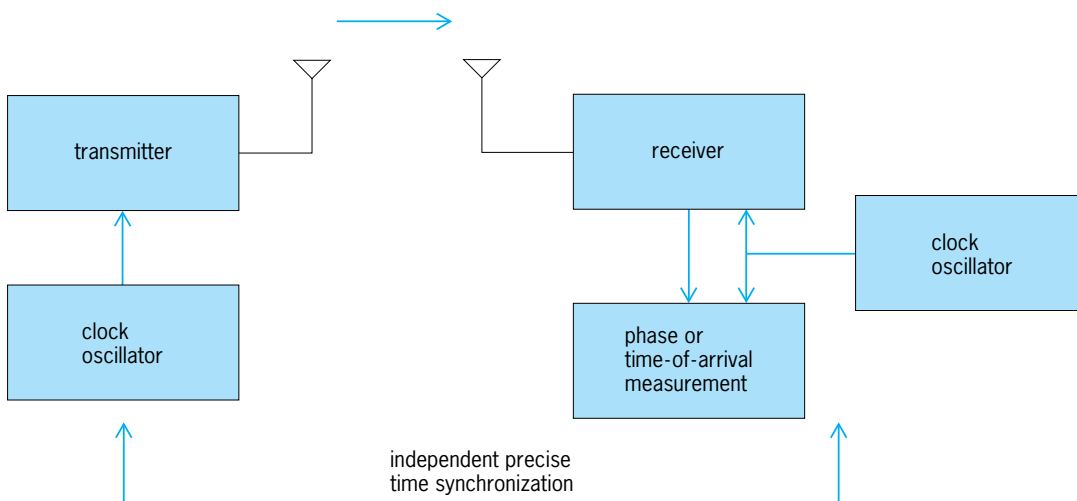 transmitter
receiver
clock
oscillator
clock
oscillator
phase or
time-of-arrival
measurement
independent precise
time synchronization